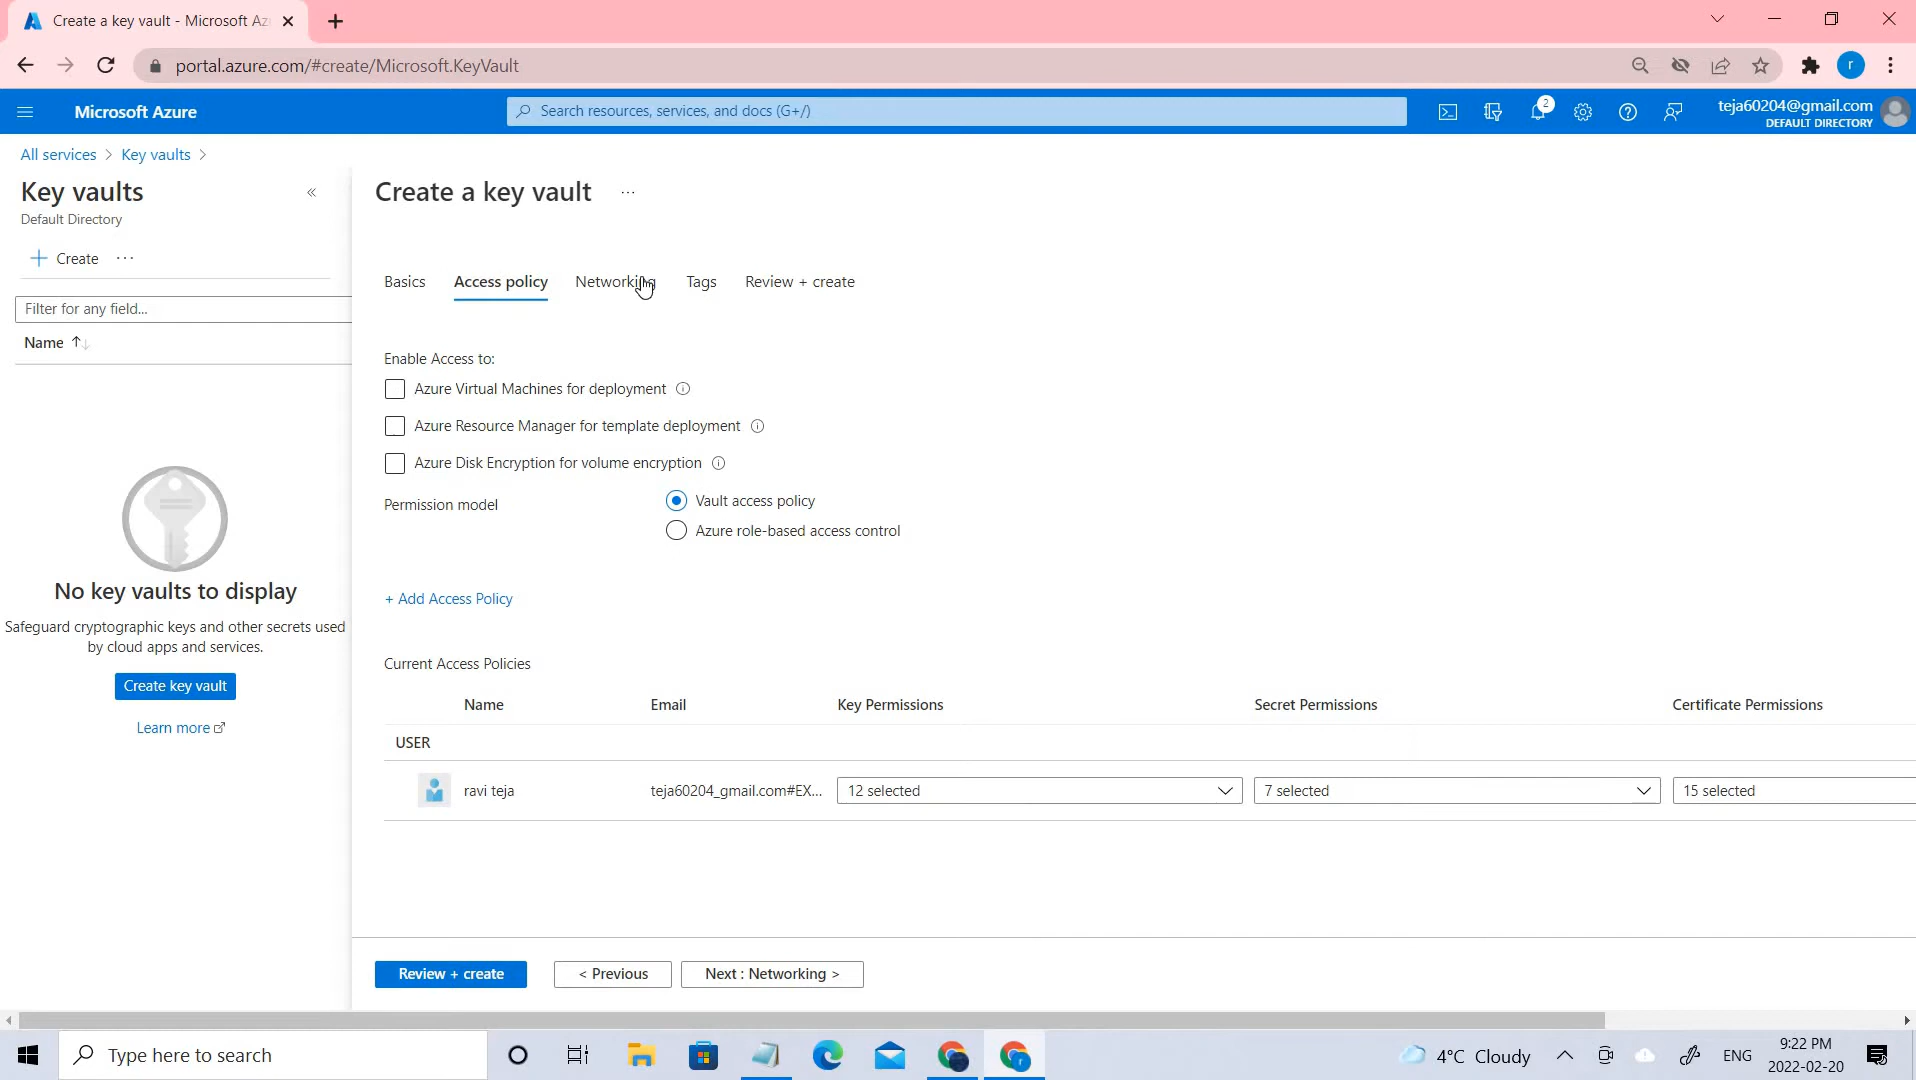 Create a key vault - Microsoft Az
portal.azure.com/#create/Microsoft.KeyVault
r
Microsoft Azure
Search resources, services, and docs (G+/)
2
teja60204@gmail.com
DEFAULT DIRECTORY
All services > Key vaults >
Key vaults
Default Directory
+ Create ...
Filter for any field...
Name ↑↓
No key vaults to display
Safeguard cryptographic keys and other secrets used
by cloud apps and services.
Create key vault
Learn more
Create a key vault ...
Basics Access policy Networking Tags Review + create
Enable Access to:
Azure Virtual Machines for deployment
Azure Resource Manager for template deployment
Azure Disk Encryption for volume encryption
Permission model
Vault access policy
Azure role-based access control
+ Add Access Policy
Current Access Policies
Name Email Key Permissions Secret Permissions Certificate Permissions
USER
ravi teja teja60204_gmail.com#EX... 12 selected 7 selected 15 selected
Review + create < Previous Next : Networking >
Type here to search
4°C Cloudy
ENG
9:22 PM
2022-02-20